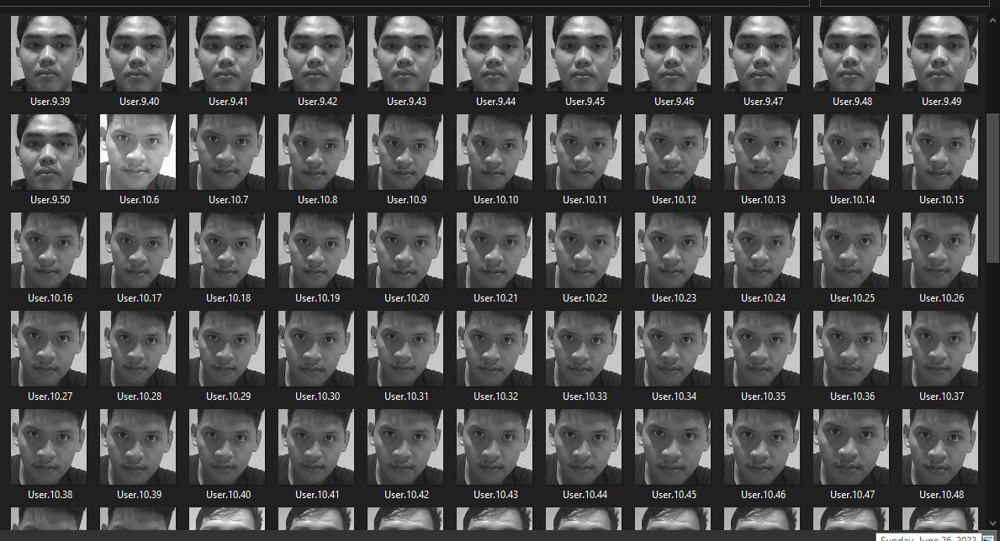 User.9.39 User.9.40 User.9.41 User.9.42 User.9.43 User.9.44 User.9.45 User.9.46 User.9.47 User.9.48 User.9.49
User.9.50 User.10.6 User.10.7 User.10.8 User.10.9 User.10.10 User.10.11 User.10.12 User.10.13 User.10.14 User.10.15
User.10.16 User.10.17 User.10.18 User.10.19 User.10.20 User.10.21 User.10.22 User.10.23 User.10.24 User.10.25 User.10.26
User.10.27 User.10.28 User.10.29 User.10.30 User.10.31 User.10.32 User.10.33 User.10.34 User.10.35 User.10.36 User.10.37
User.10.38 User.10.39 User.10.40 User.10.41 User.10.42 User.10.43 User.10.44 User.10.45 User.10.46 User.10.47 User.10.48
Sunday, June 26, 2022